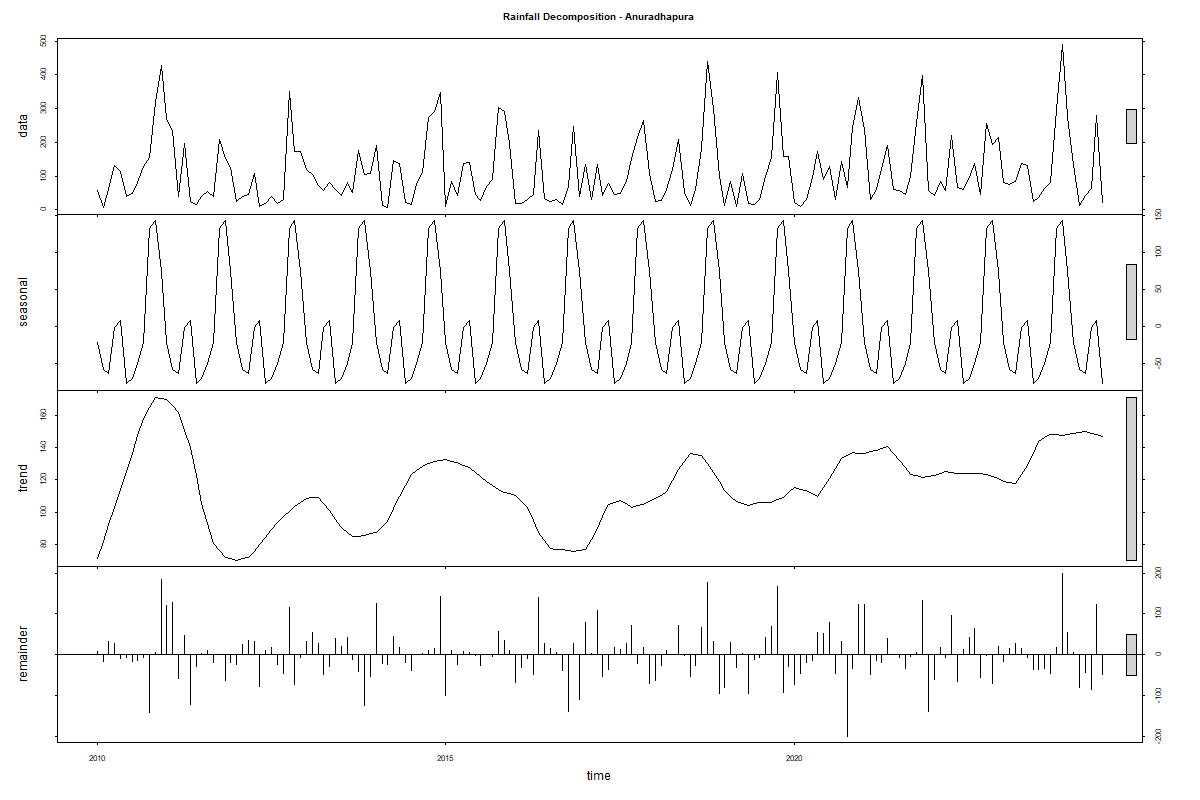 Rainfall Decomposition - Anuradhapura
data
0 100 200 300 400 500
seasonal
-50 0 50 100 150
trend
80 100 120 140 160
remainder
-200 -100 0 100 200
2010 2015 2020
time